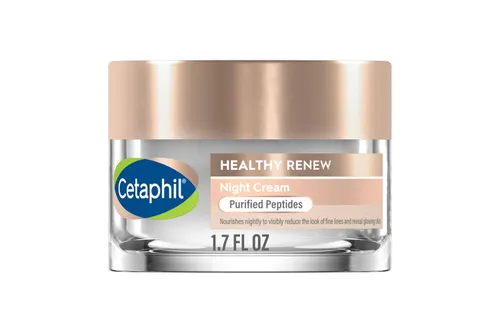 Cetaphil®
HEALTHY RENEW
Night Cream
Purified Peptides
Nourishes nightly to visibly reduce the look of fine lines and reveal glowing skin
1.7 FL OZ